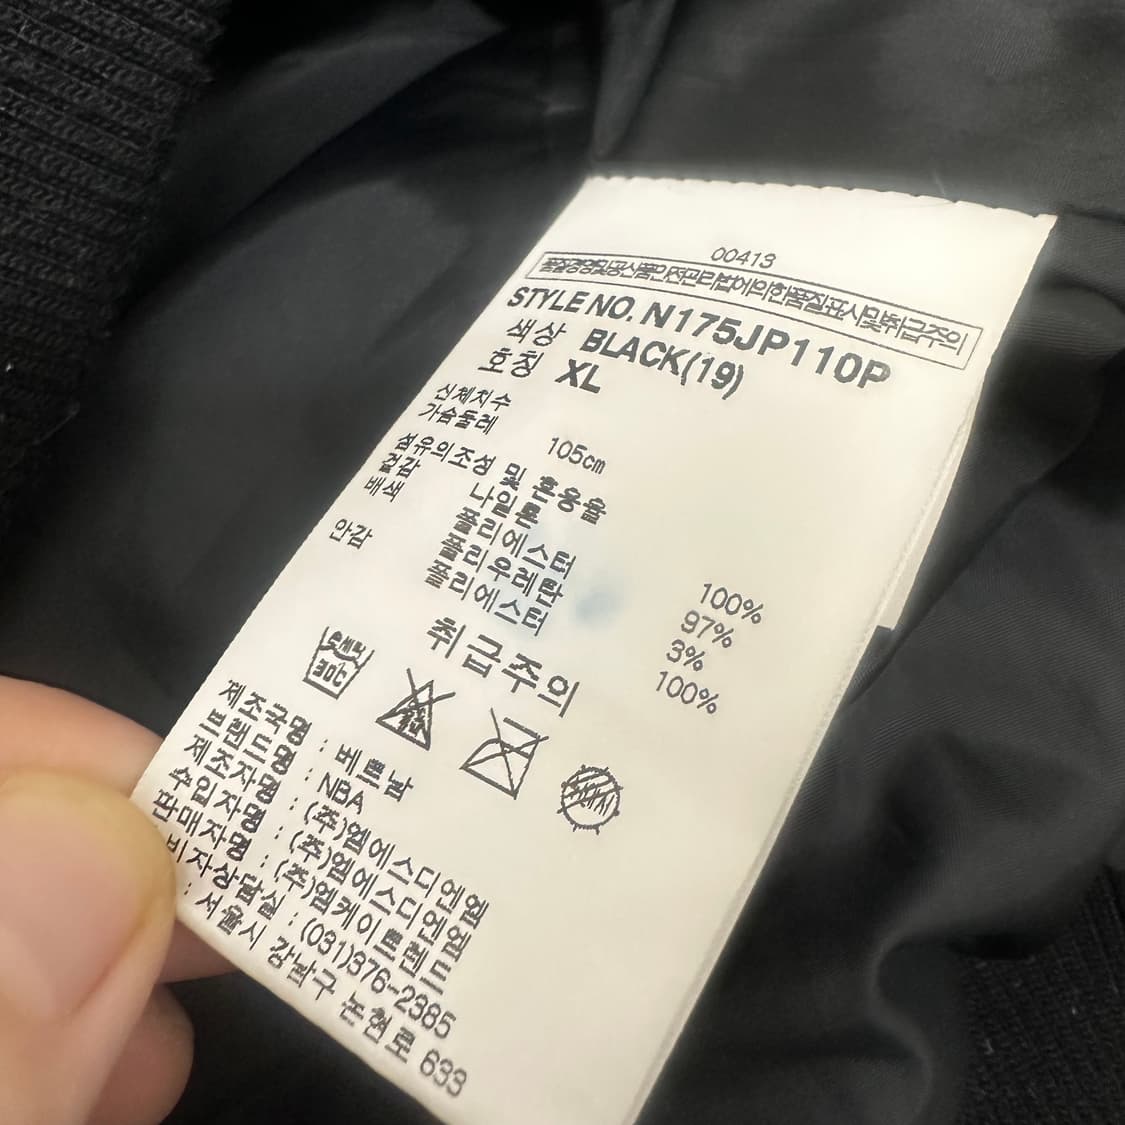 00413
품질경영및공산품안전관리법에의한품질표시및취급주의
STYLE NO. N175JP110P
색상 BLACK(19)
호칭 XL
신체치수
가슴둘레 105cm
섬유의조성 및 혼용율
겉감 나일론 100%
배색 폴리에스터 97%
폴리우레탄 3%
안감 폴리에스터 100%
취급주의
제조국명 : 베트남
브랜드명 : NBA
제조자명 : (주)엠에스디엔엠
수입자명 : (주)엠에스디엔엠
판매자명 : (주)엠케이트렌드
비자상담실 : (031)376-2385
: 서울시 강남구 논현로 633